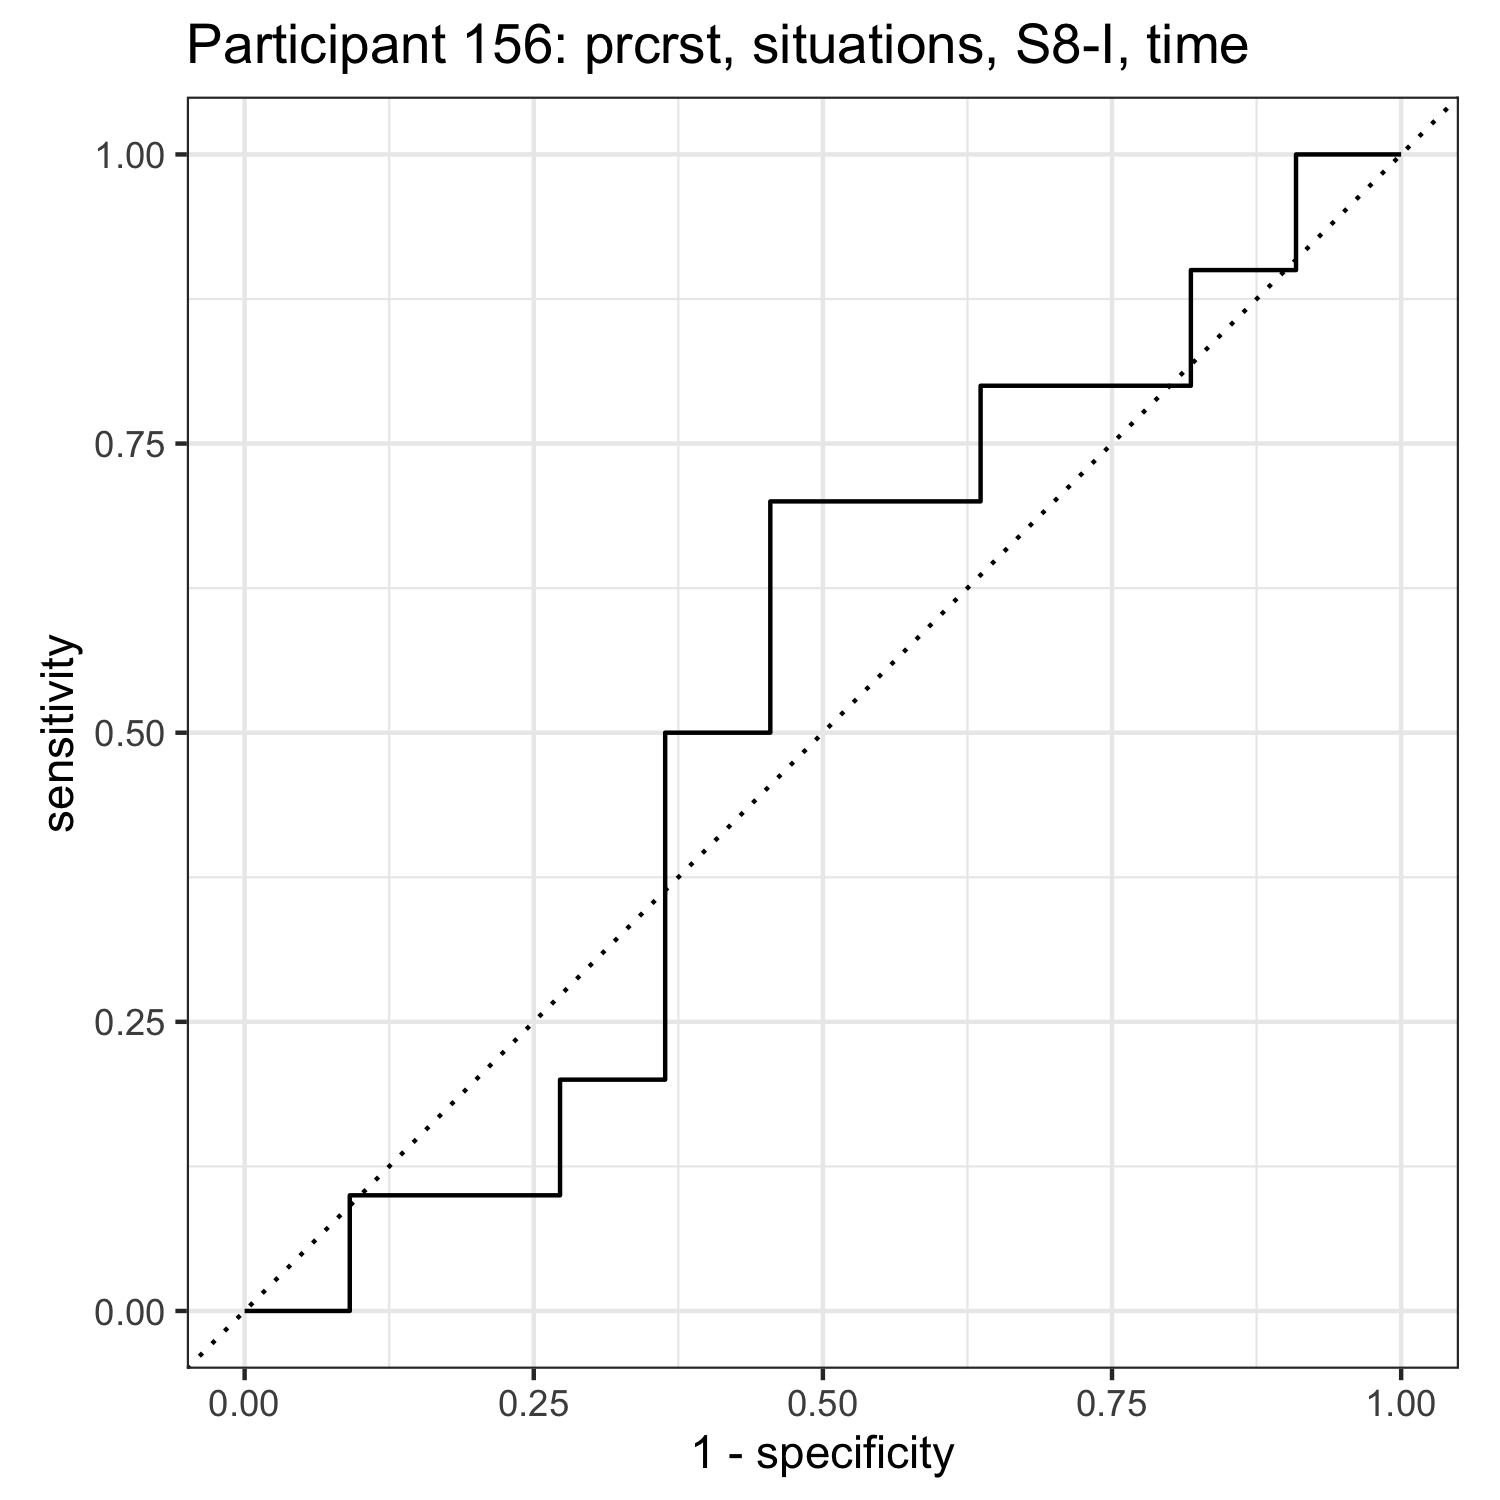 Participant 156: prcrst, situations, S8-I, time
1.00
0.75
0.50
0.25
0.00
sensitivity
0.00 0.25 0.50 0.75 1.00
1 - specificity